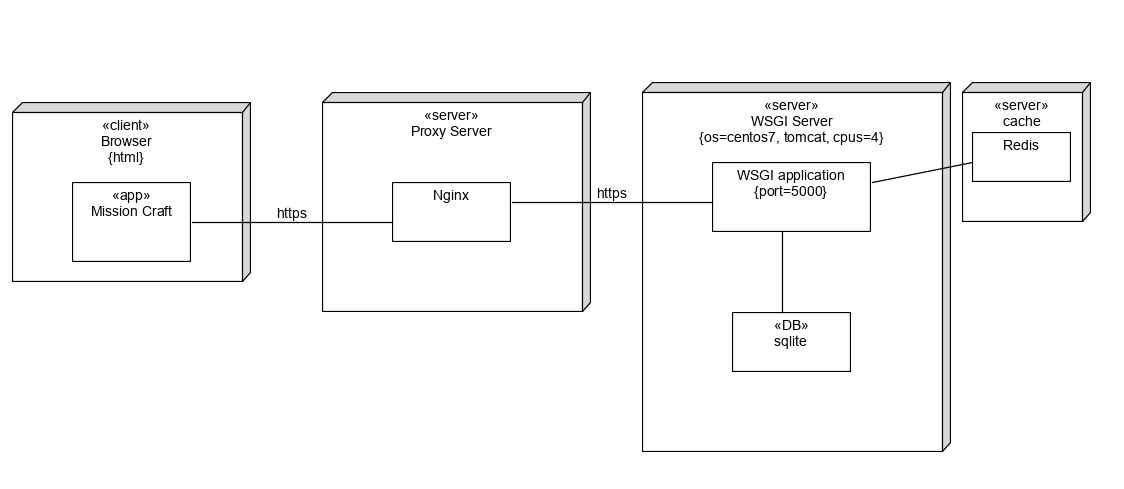 «client»
Browser
{html}
«app»
Mission Craft
https
«server»
Proxy Server
Nginx
https
«server»
WSGI Server
{os=centos7, tomcat, cpus=4}
WSGI application
{port=5000}
«DB»
sqlite
«server»
cache
Redis